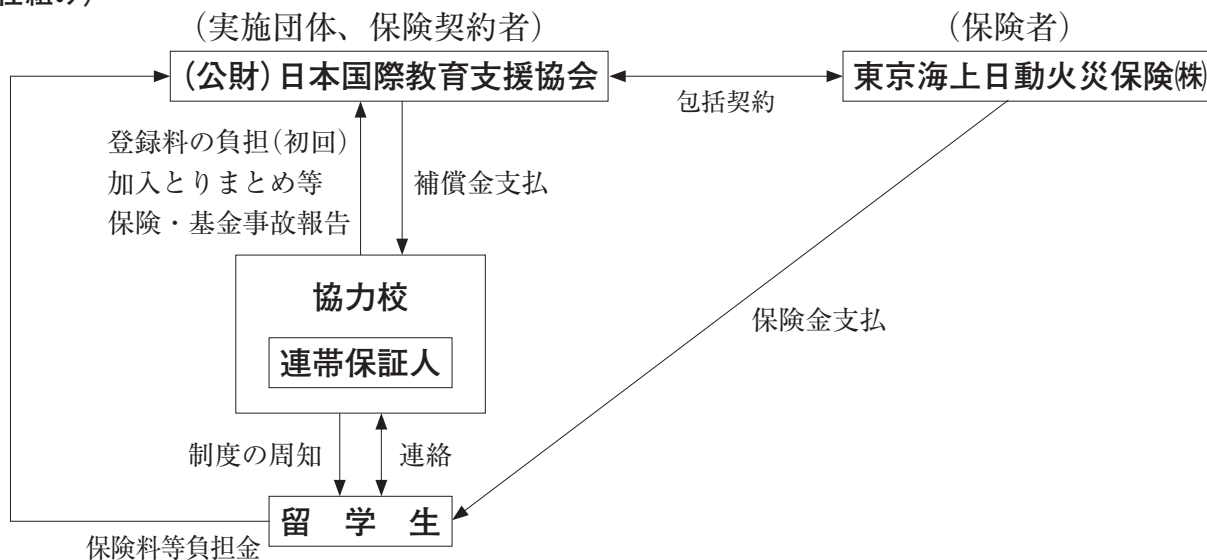 (実施団体、保険契約者)
(保険者)
(公財)日本国際教育支援協会
東京海上日動火災保険㈱
包括契約
登録料の負担(初回)
加入とりまとめ等
保険・基金事故報告
補償金支払
協力校
連帯保証人
保険金支払
制度の周知
連絡
留 学 生
保険料等負担金